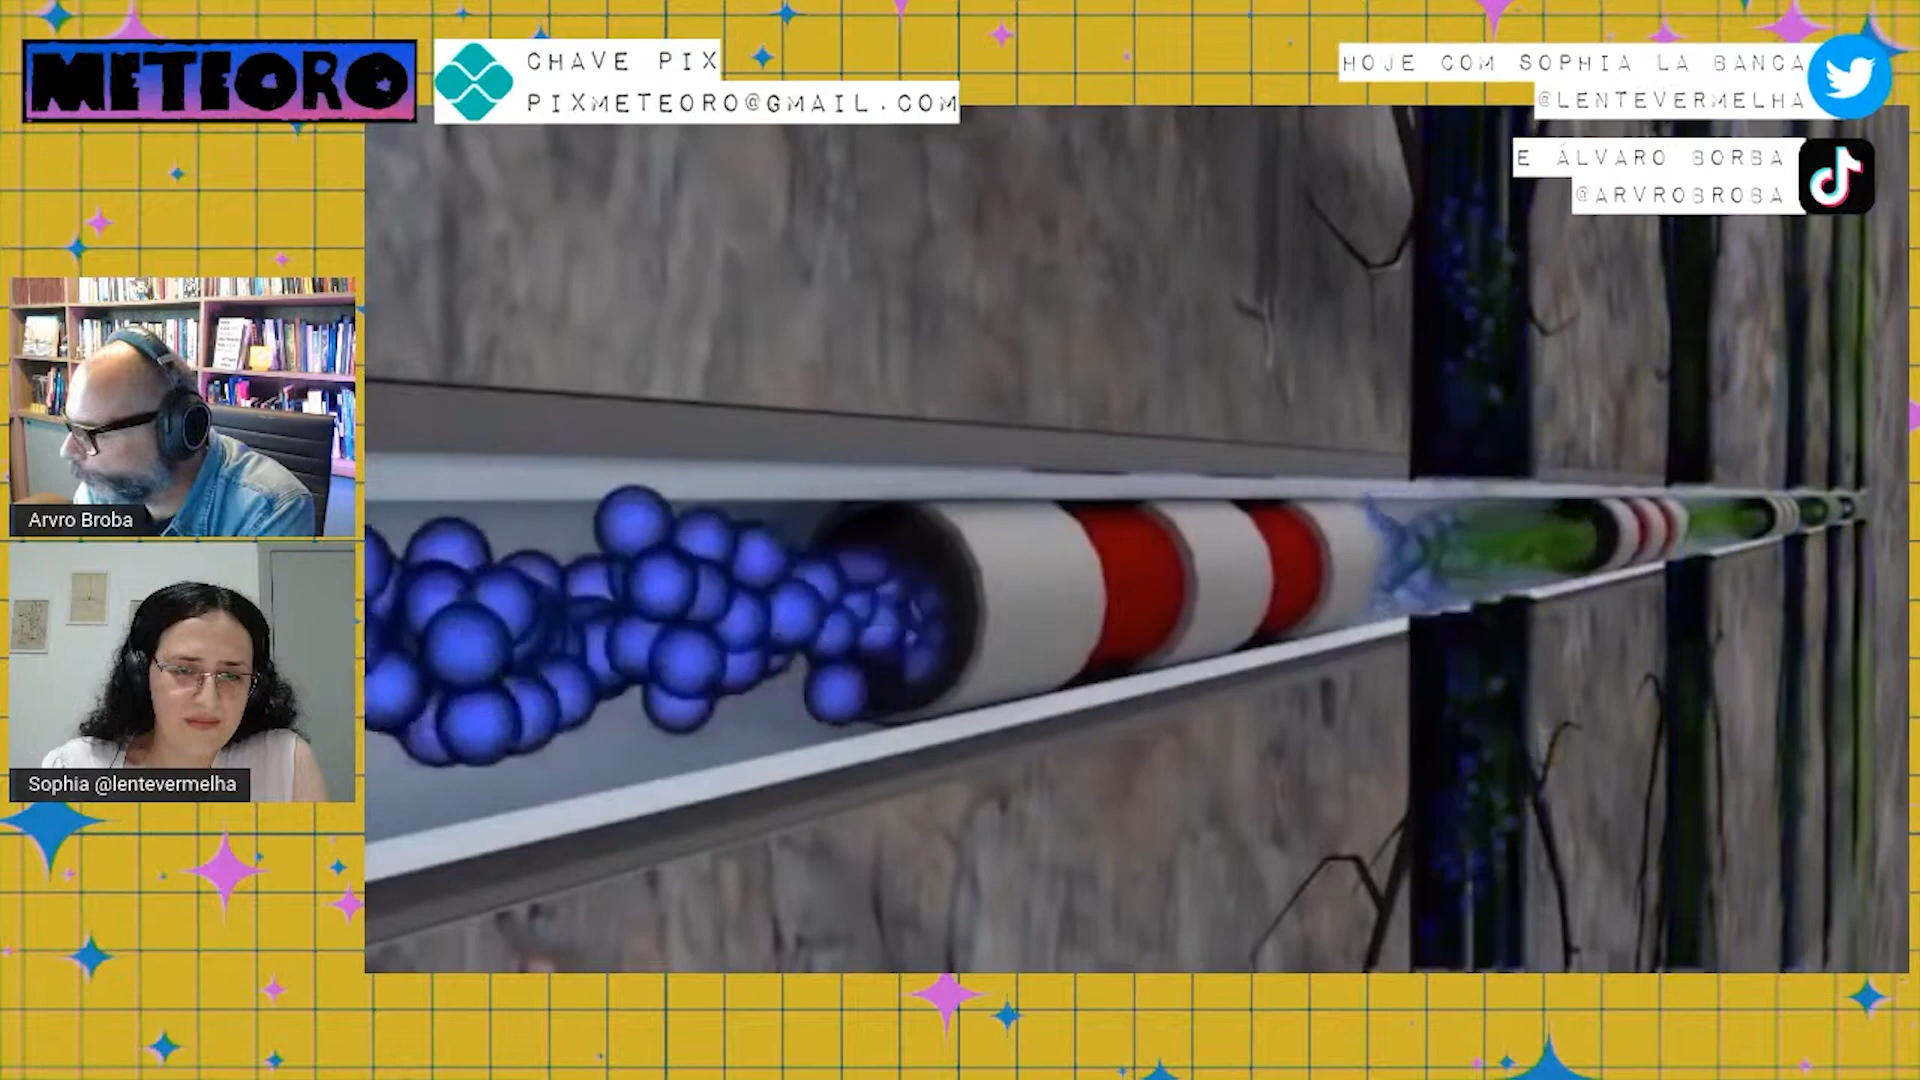 METEORO
CHAVE PIX
PIXMETEORO@GMAIL.COM
HOJE COM SOPHIA LA BANCA
@LENTEVERMELHA
E ÁLVARO BORBA
@ARVROBROBA
Arvro Broba
Sophia @lentevermelha